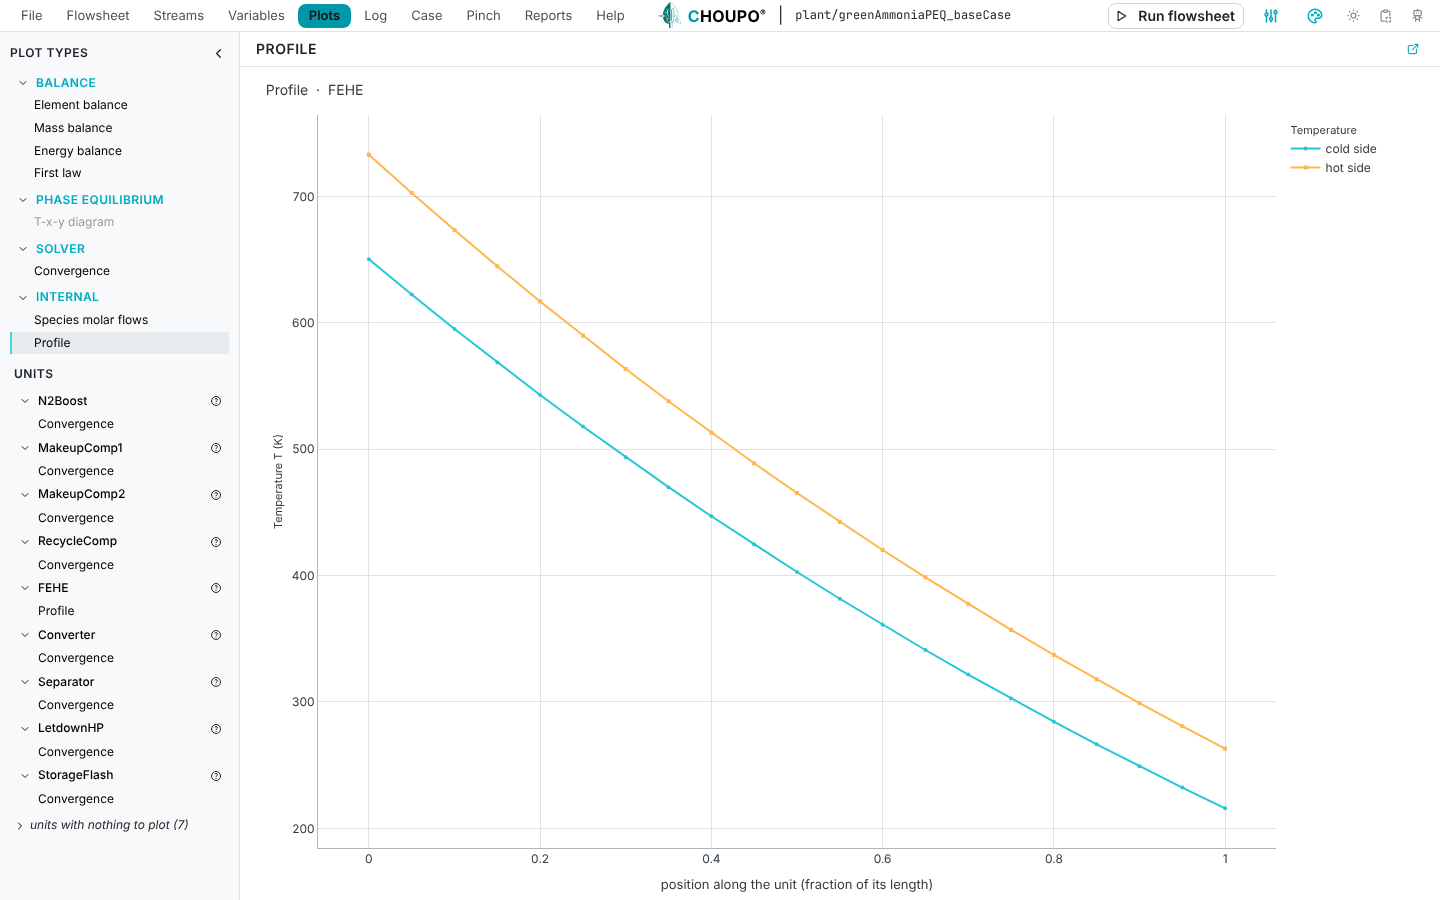 File Flowsheet Streams Variables Plots Log Case Pinch Reports Help CHOUPO® plant/greenAmmoniaPEQ_baseCase Run flowsheet
PLOT TYPES
BALANCE
Element balance
Mass balance
Energy balance
First law
PHASE EQUILIBRIUM
T-x-y diagram
SOLVER
Convergence
INTERNAL
Species molar flows
Profile
UNITS
N2Boost
Convergence
MakeupComp1
Convergence
MakeupComp2
Convergence
RecycleComp
Convergence
FEHE
Profile
Converter
Convergence
Separator
Convergence
LetdownHP
Convergence
StorageFlash
Convergence
units with nothing to plot (7)
PROFILE
Profile · FEHE
Temperature
cold side
hot side
Temperature T (K)
700
600
500
400
300
200
0 0.2 0.4 0.6 0.8 1
position along the unit (fraction of its length)